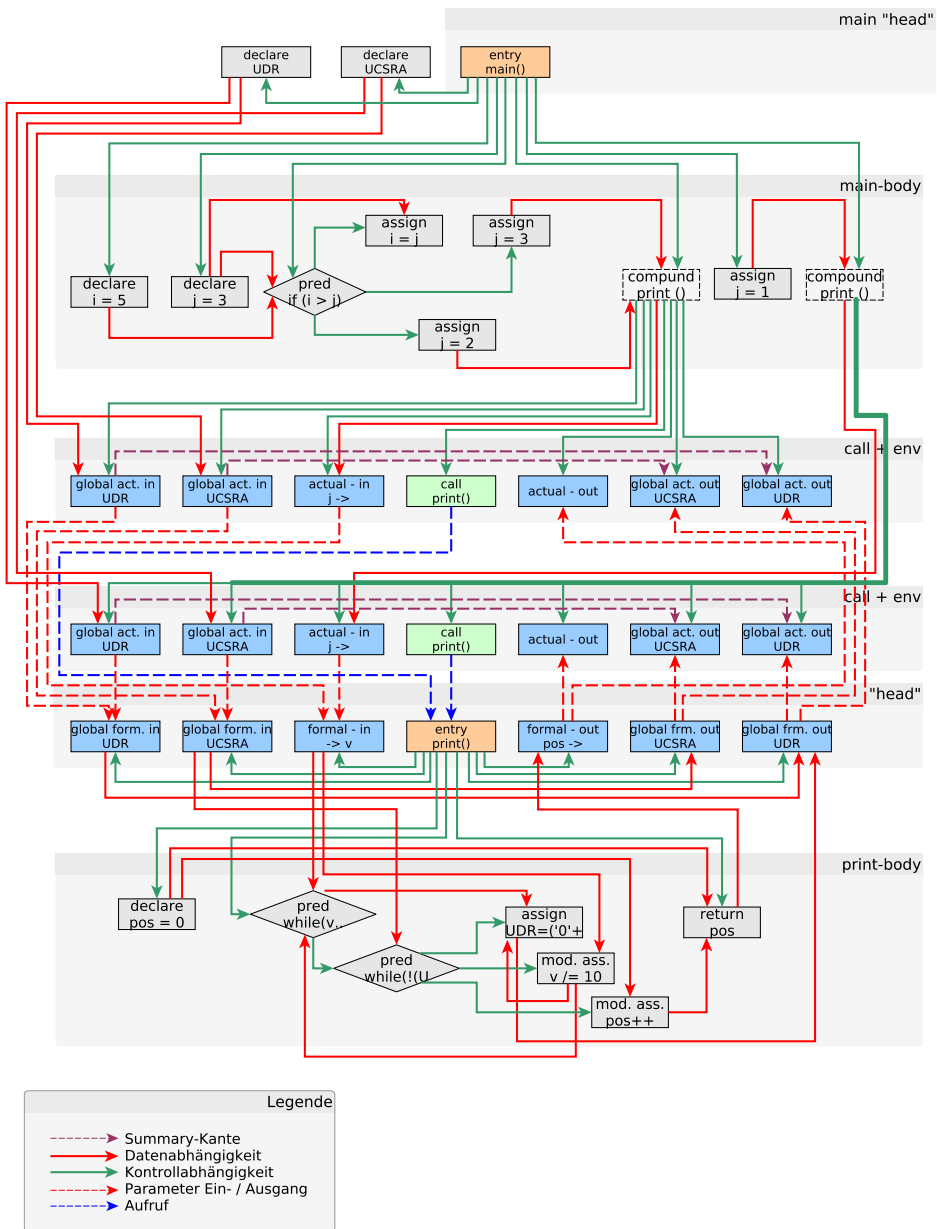 main "head"
declare
UDR
declare
UCSRA
entry
main()
main-body
assign
i = j
assign
j = 3
declare
i = 5
declare
j = 3
pred
if (i > j)
compund
print ()
assign
j = 1
compound
print ()
assign
j = 2
call + env
global act. in
UDR
global act. in
UCSRA
actual - in
j ->
call
print()
actual - out
global act. out
UCSRA
global act. out
UDR
call + env
global act. in
UDR
global act. in
UCSRA
actual - in
j ->
call
print()
actual - out
global act. out
UCSRA
global act. out
UDR
"head"
global form. in
UDR
global form. in
UCSRA
formal - in
-> v
entry
print()
formal - out
pos ->
global frm. out
UCSRA
global frm. out
UDR
print-body
declare
pos = 0
pred
while(v..
assign
UDR=('0'+
return
pos
pred
while(!(U
mod. ass.
v /= 10
mod. ass.
pos++
Legende
Summary-Kante
Datenabhängigkeit
Kontrollabhängigkeit
Parameter Ein- / Ausgang
Aufruf